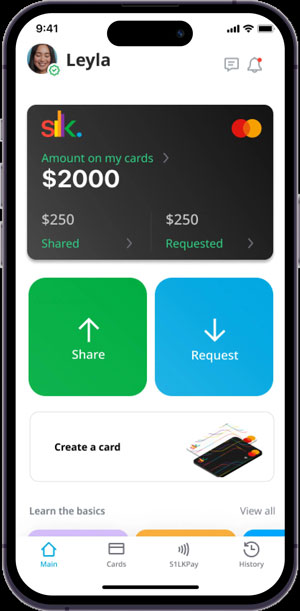 9:41
Leyla
s1lk.
Amount on my cards
$2000
$250 $250
Shared Requested
Share Request
Create a card
Learn the basics View all
Main Cards S1LKPay History